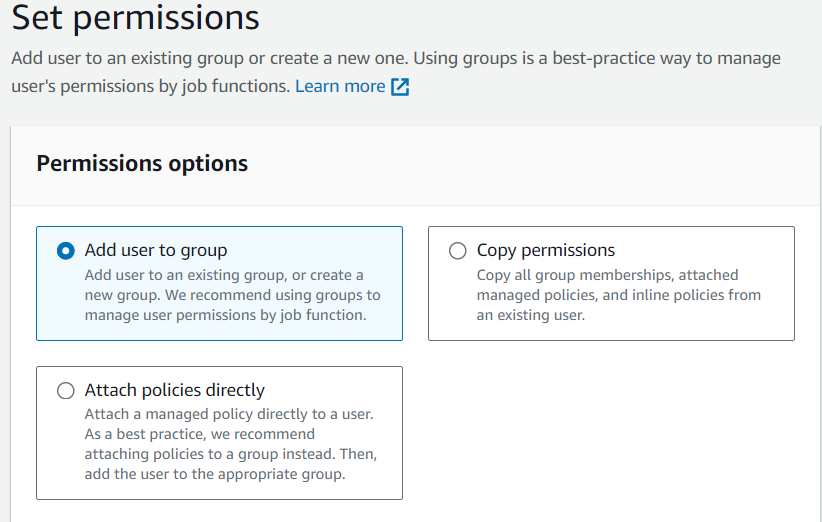 Set permissions
Add user to an existing group or create a new one. Using groups is a best-practice way to manage
user's permissions by job functions. Learn more
Permissions options
Add user to group
Add user to an existing group, or create a
new group. We recommend using groups to
manage user permissions by job function.
Copy permissions
Copy all group memberships, attached
managed policies, and inline policies from
an existing user.
Attach policies directly
Attach a managed policy directly to a user.
As a best practice, we recommend
attaching policies to a group instead. Then,
add the user to the appropriate group.